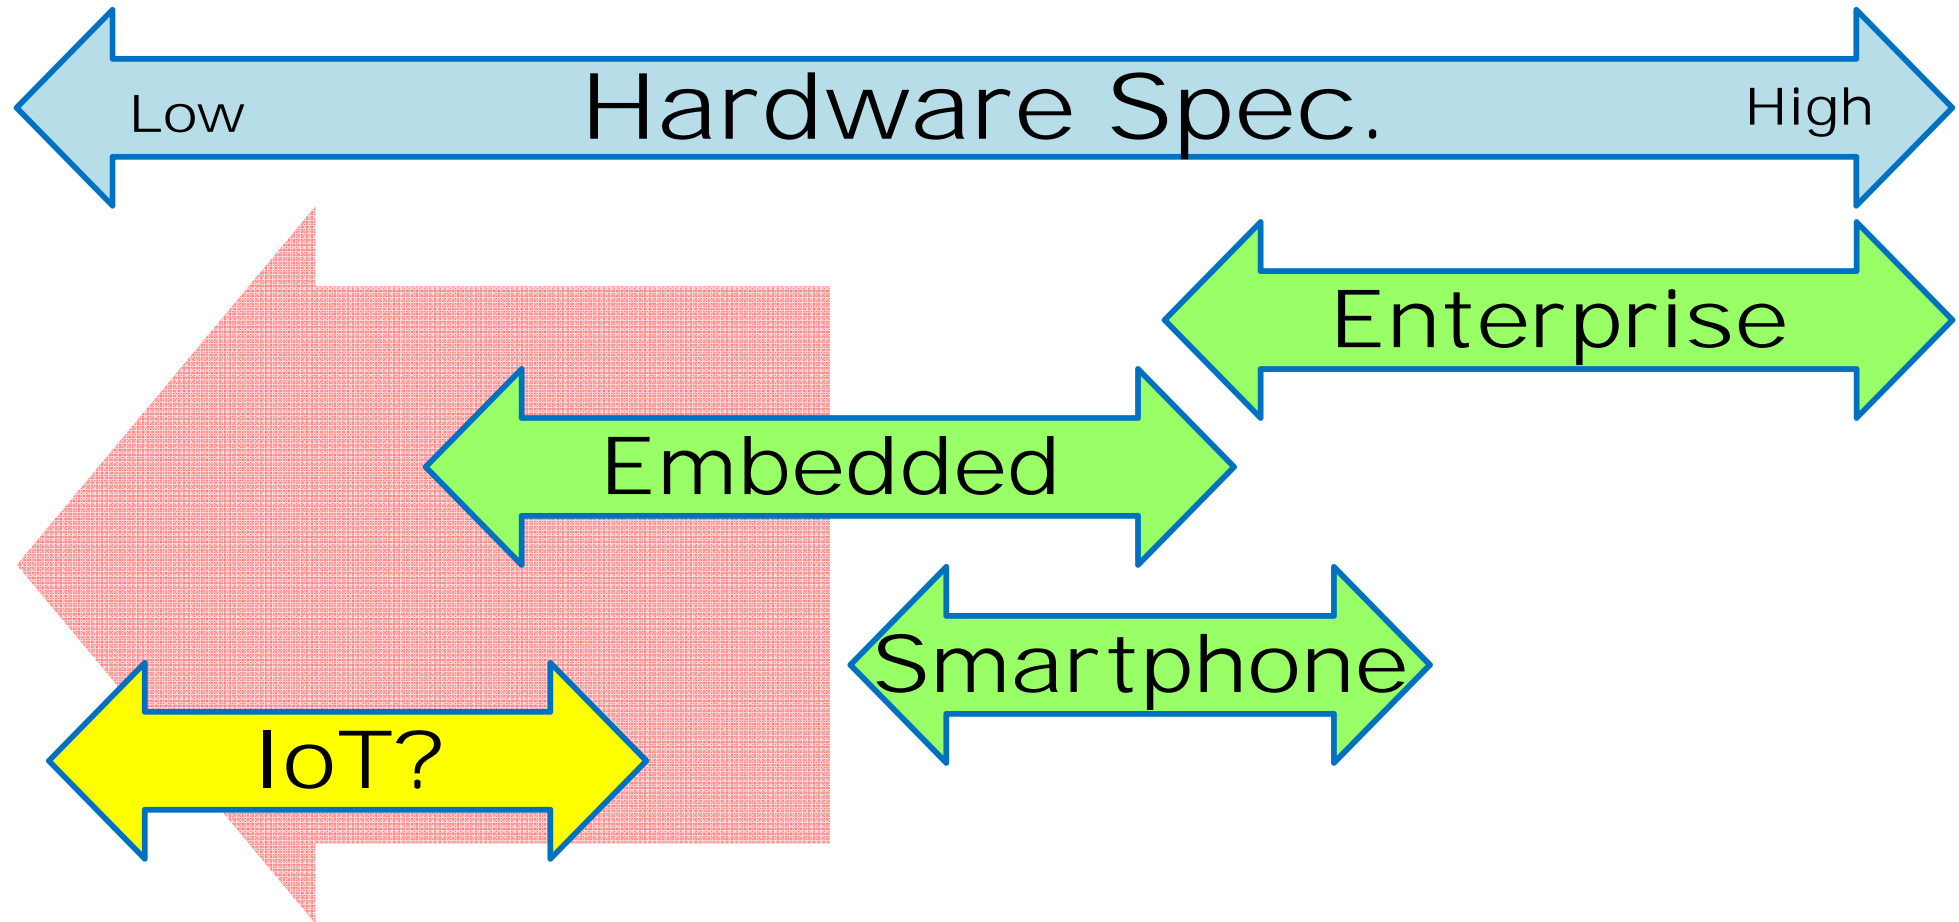 Low Hardware Spec. High
Enterprise
Embedded
Smartphone
IoT?